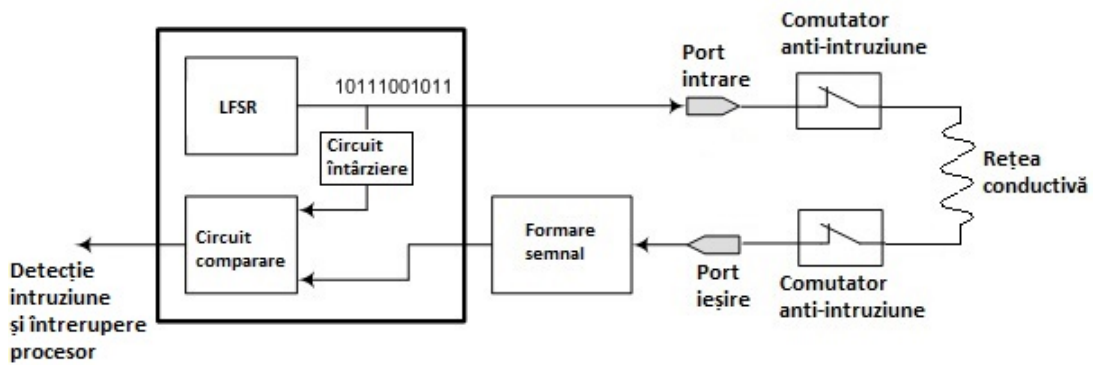 Comutator
anti-intruziune
Port
intrare
LFSR
10111001011
Circuit
întârziere
Rețea
conductivă
Circuit
comparare
Formare
semnal
Port
ieșire
Comutator
anti-intruziune
Detecție
intruziune
și întrerupere
procesor